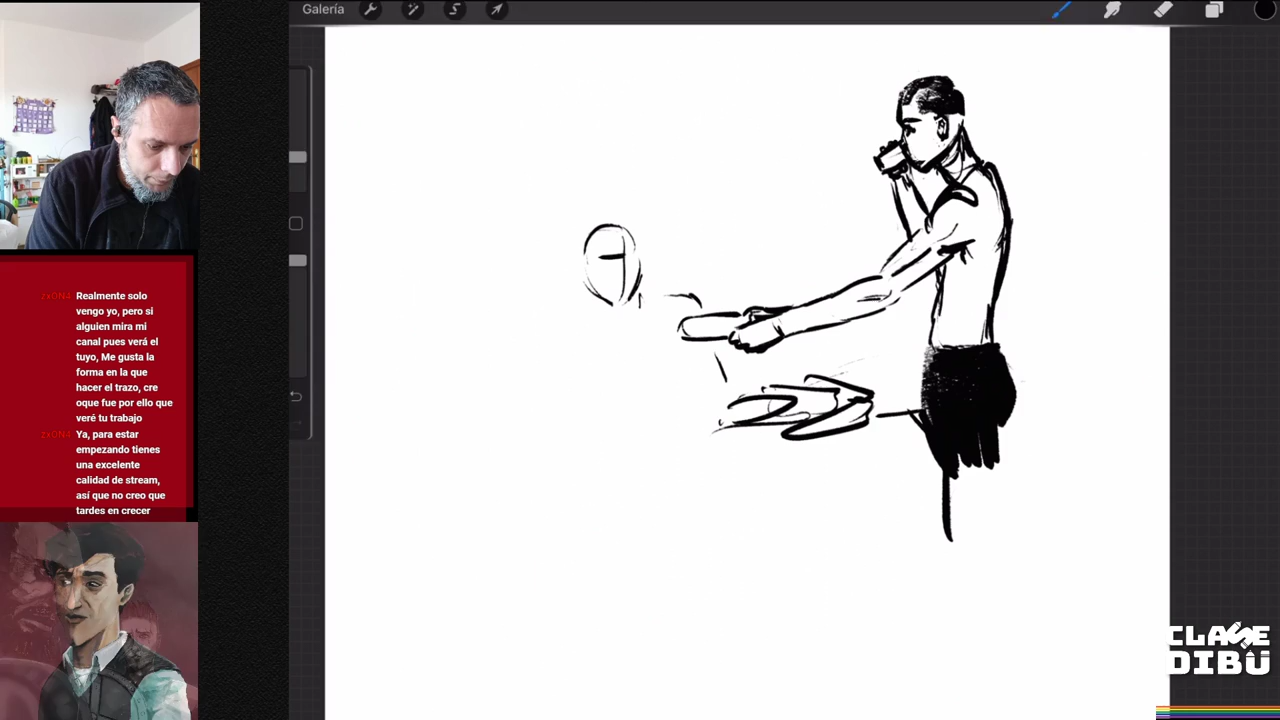 Galería
zxONA Realmente solo
vengo yo, pero si
alguien mira mi
canal pues verá el
tuyo, Me gusta la
forma en la que
hacer el trazo, cre
oque fue por ello que
veré tu trabajo
Ya, para estar
empezando tienes
una excelente
calidad de stream,
así que no creo que
tardes en crecer
CLASE
DIBÜ